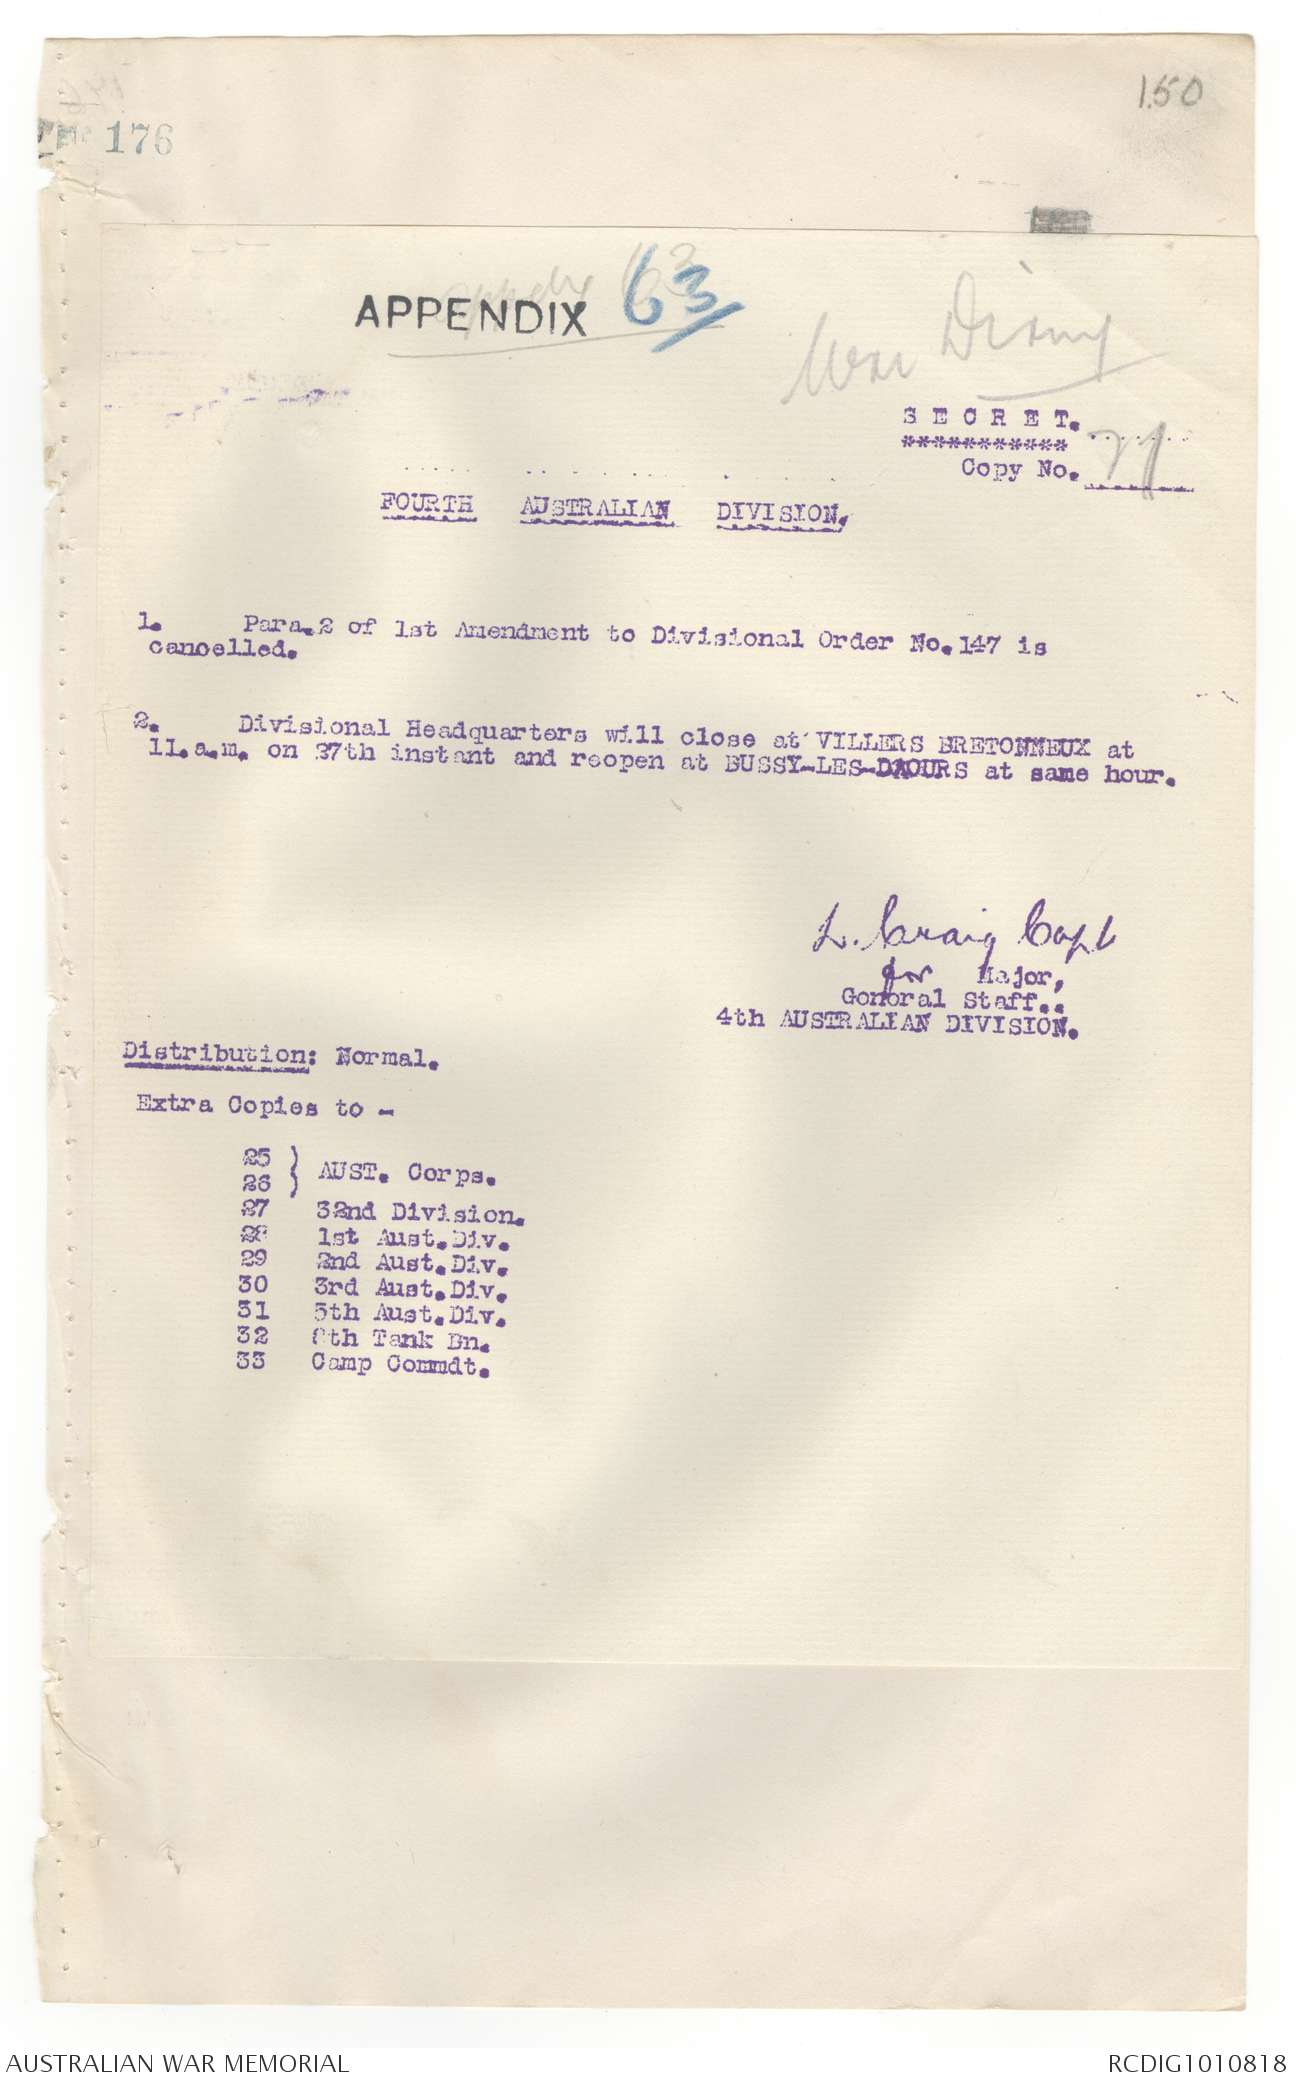 150
176
APPENDIX 63
War Diary
SECRET.
***********
Copy No.
FOURTH AUSTRALIAN DIVISION.
1. Para.2 of 1st Amendment to Divisional Order No.147 is
cancelled.
2. Divisional Headquarters will close at VILLERS BRETONNEUX at
11.a.m. on 27th instant and reopen at BUSSY-LES-DAOURS at same hour.
L. Craig Capt
for Major,
General Staff..
4th AUSTRALIAN DIVISION.
Distribution: Normal.
Extra Copies to -
25
26 } AUST. Corps.
27 32nd Division.
28 1st Aust.Div.
29 2nd Aust.Div.
30 3rd Aust.Div.
31 5th Aust.Div.
32 8th Tank Bn.
33 Camp Commdt.
AUSTRALIAN WAR MEMORIAL
RCDIG1010818